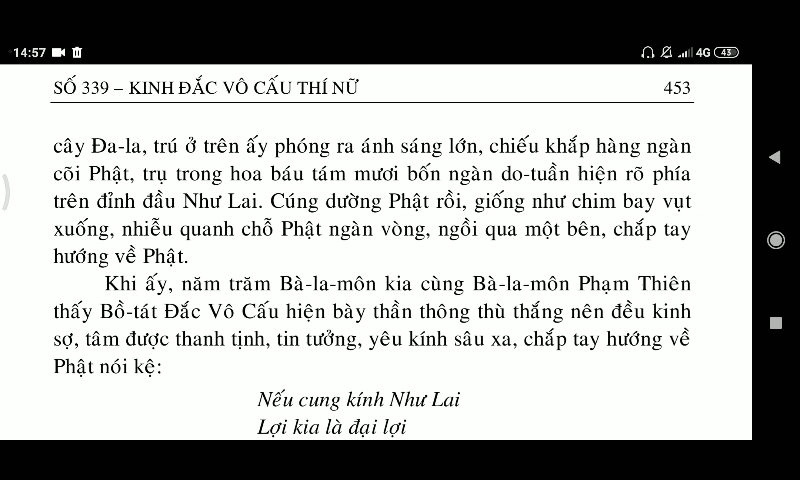 14:57
4G 43
SỐ 339 – KINH ĐẮC VÔ CẤU THÍ NỮ 453
cây Đa-la, trú ở trên ấy phóng ra ánh sáng lớn, chiếu khắp hàng ngàn
cõi Phật, trụ trong hoa báu tám mươi bốn ngàn do-tuần hiện rõ phía
trên đỉnh đầu Như Lai. Cúng dường Phật rồi, giống như chim bay vụt
xuống, nhiễu quanh chỗ Phật ngàn vòng, ngồi qua một bên, chắp tay
hướng về Phật.
Khi ấy, năm trăm Bà-la-môn kia cùng Bà-la-môn Phạm Thiên
thấy Bồ-tát Đắc Vô Cấu hiện bày thần thông thù thắng nên đều kinh
sợ, tâm được thanh tịnh, tin tưởng, yêu kính sâu xa, chắp tay hướng về
Phật nói kệ:
Nếu cung kính Như Lai
Lợi kia là đại lợi